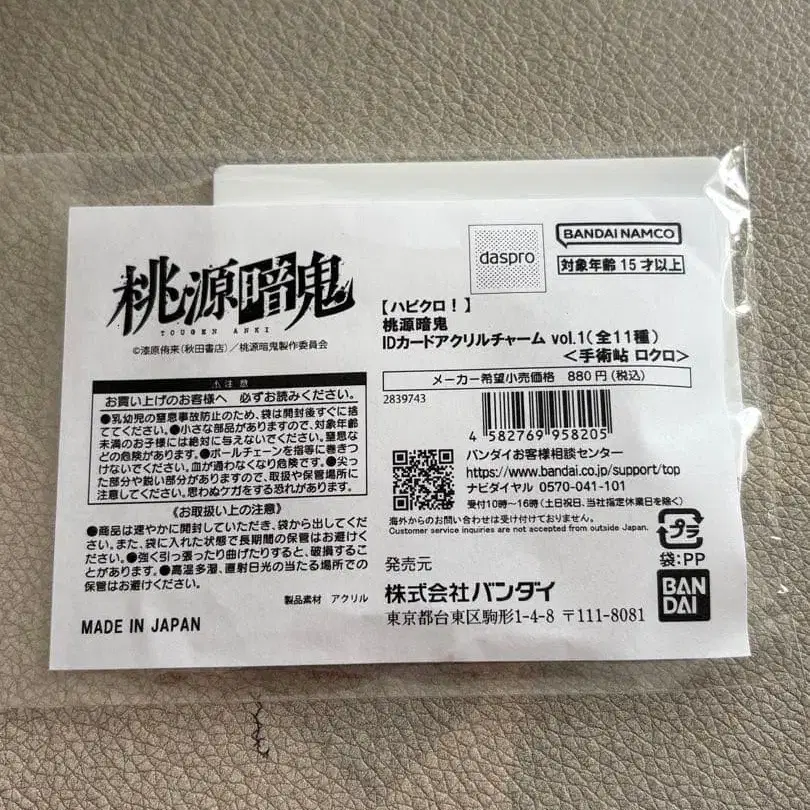 桃源暗鬼
TOUGEN ANKI
©漆原侑来(秋田書店)/桃源暗鬼製作委員会
⚠注意
お買い上げのお客様へ 必ずお読みください。
●乳幼児の窒息事故防止のため、袋は開封後すぐに捨
ててください。●小さな部品がありますので、対象年齢
未満のお子様には絶対に与えないでください。窒息な
どの危険があります。●ボールチェーンを指等に巻きつ
けないでください。血が通わなくなり危険です。●尖っ
た部分や鋭い部分がありますので、取扱や保管場所に
注意してください。思わぬケガをする恐れがあります。
《お取扱い上の注意》
●商品は速やかに開封していただき、袋から出してくださ
い。また、袋に入れた状態で長期間の保管はお避けくだ
さい。●強く引っ張ったり曲げたりすると、破損するこ
とがあります。●高温多湿、直射日光の当たる場所での
保管はお避けください。
製品素材 アクリル
MADE IN JAPAN
daspro
BANDAI NAMCO
対象年齢15才以上
【ハピクロ!】
桃源暗鬼
IDカードアクリルチャーム vol.1(全11種)
<手術帖 ロクロ>
メーカー希望小売価格 880円(税込)
2839743
4 582769 958205
バンダイお客様相談センター
https://www.bandai.co.jp/support/top
ナビダイヤル 0570-041-101
受付10時〜16時(土日祝日、当社指定休業日を除く)
海外からのお問い合わせは受け付けておりません。
Customer service inquiries are not accepted from outside Japan.
プラ
袋:PP
発売元
株式会社バンダイ
東京都台東区駒形1-4-8 〒111-8081
BAN
DAI